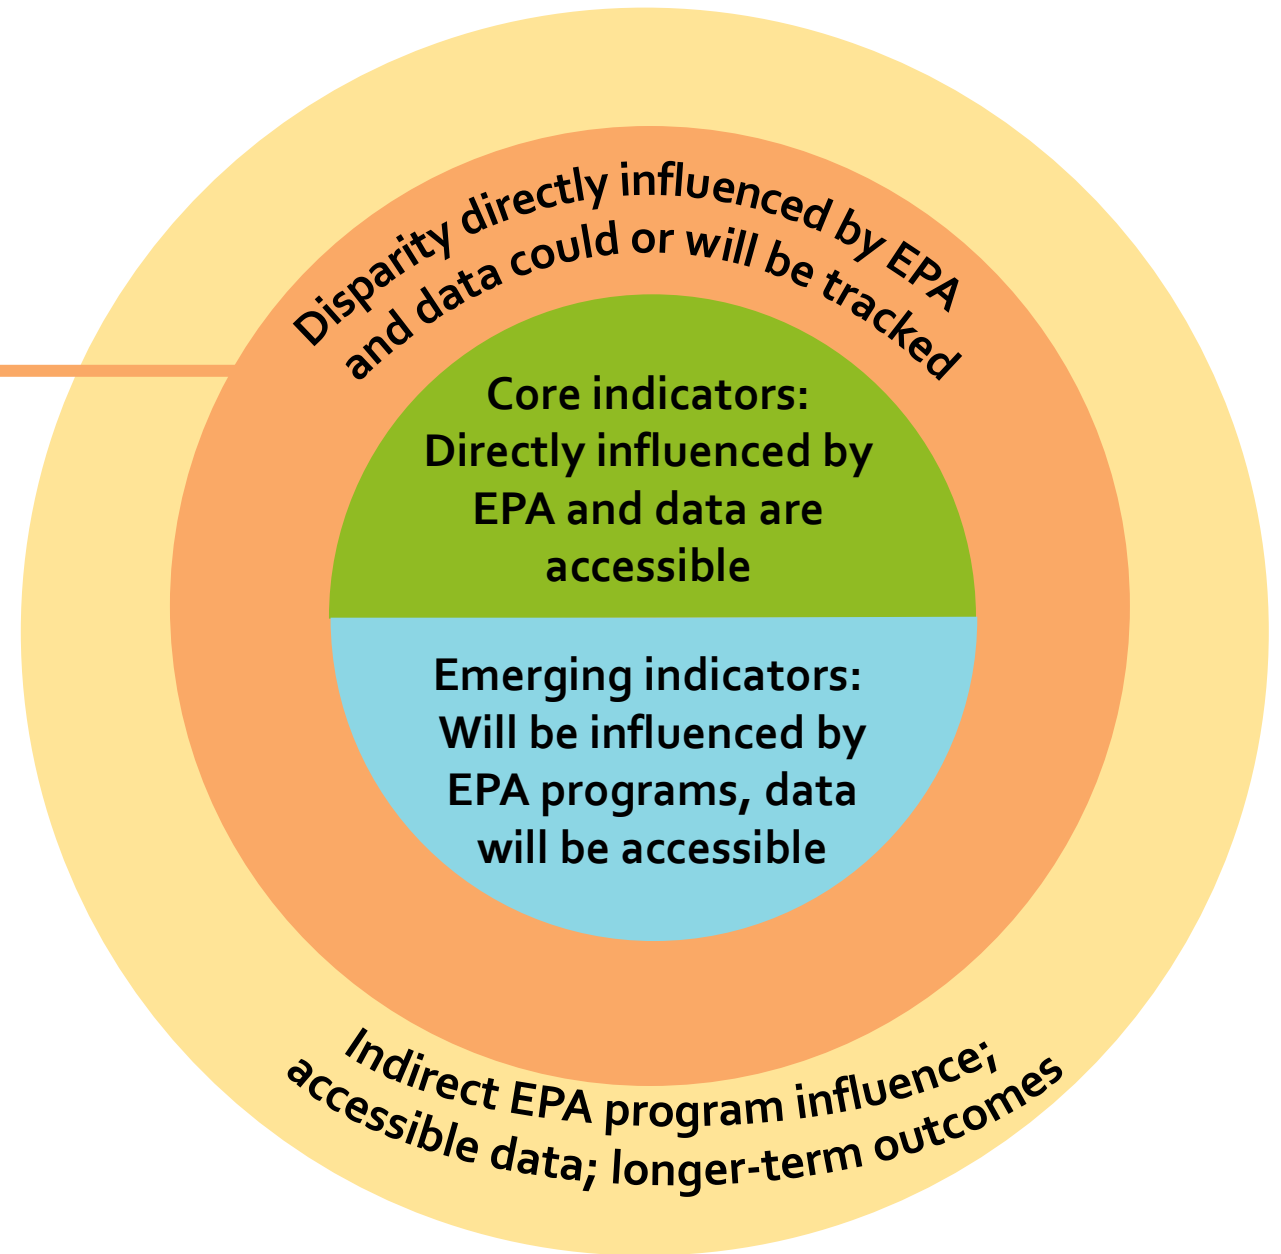 Disparity directly influenced by EPA
and data could or will be tracked
Core indicators:
Directly influenced by
EPA and data are
accessible
Emerging indicators:
Will be influenced by
EPA programs, data
will be accessible
Indirect EPA program influence;
accessible data; longer-term outcomes